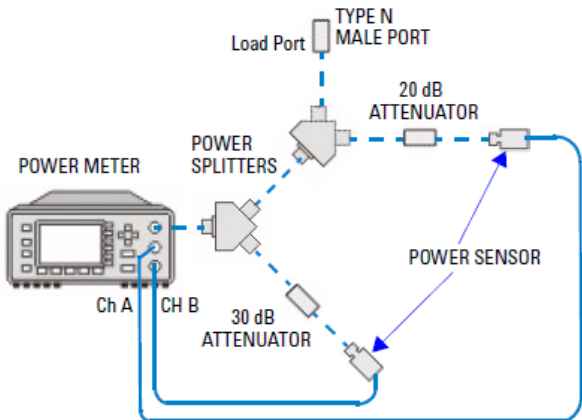 TYPE N
MALE PORT
Load Port
20 dB
ATTENUATOR
POWER
SPLITTERS
POWER METER
POWER SENSOR
Ch A
CH B
30 dB
ATTENUATOR